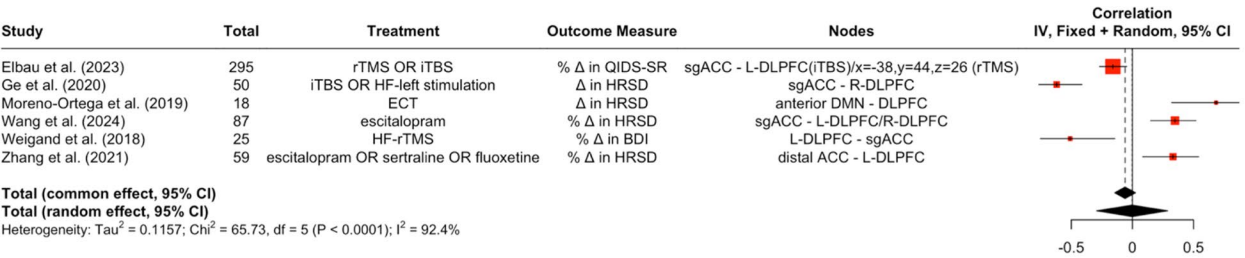 Correlation
Study Total Treatment Outcome Measure Nodes IV, Fixed + Random, 95% CI
Elbau et al. (2023) 295 rTMS OR iTBS % Δ in QIDS-SR sgACC - L-DLPFC(iTBS)/x=-38,y=44,z=26 (rTMS)
Ge et al. (2020) 50 iTBS OR HF-left stimulation Δ in HRSD sgACC - R-DLPFC
Moreno-Ortega et al. (2019) 18 ECT Δ in HRSD anterior DMN - DLPFC
Wang et al. (2024) 87 escitalopram % Δ in HRSD sgACC - L-DLPFC/R-DLPFC
Weigand et al. (2018) 25 HF-rTMS % Δ in BDI L-DLPFC - sgACC
Zhang et al. (2021) 59 escitalopram OR sertraline OR fluoxetine % Δ in HRSD distal ACC - L-DLPFC
Total (common effect, 95% CI)
Total (random effect, 95% CI)
Heterogeneity: Tau² = 0.1157; Chi² = 65.73, df = 5 (P < 0.0001); I² = 92.4%
-0.5 0 0.5